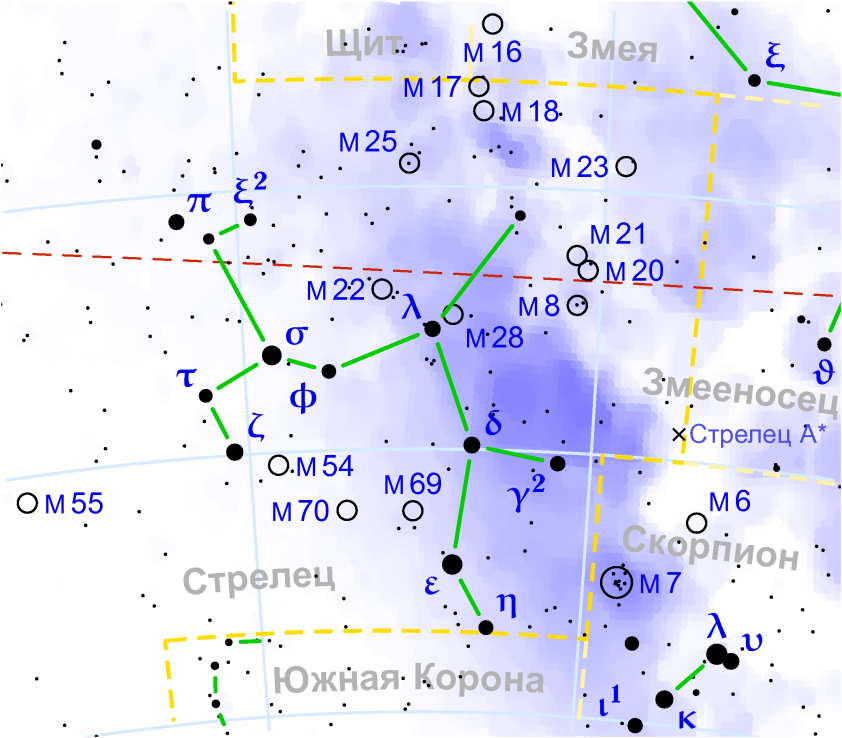 Щит
M 16
Змея
ξ
M 17
M 18
M 25
M 23
π
ξ²
M 21
M 20
M 22
λ
M 8
M 28
σ
τ
ϕ
ϑ
Змееносец
δ
Стрелец A*
ζ
M 54
γ²
M 55
M 70
M 69
M 6
Скорпион
Стрелец
ε
η
M 7
λ
υ
Южная Корона
ι¹
κ